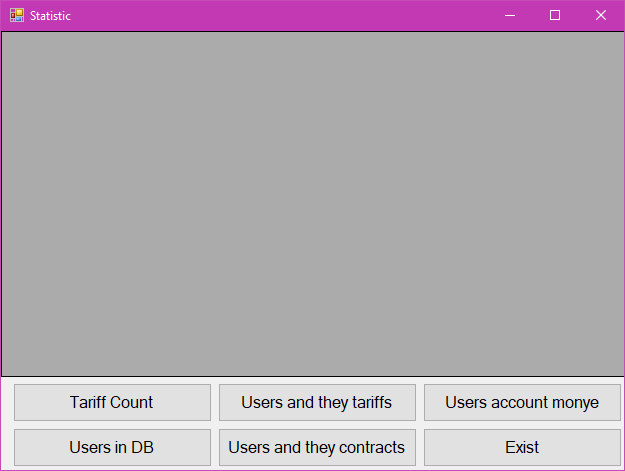 Statistic
Tariff Count
Users and they tariffs
Users account monye
Users in DB
Users and they contracts
Exist